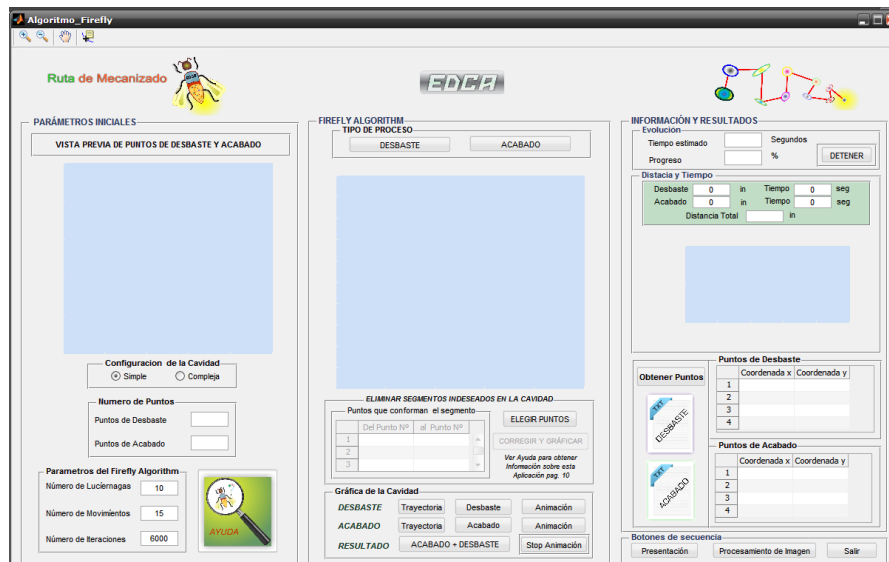 Algoritmo_Firefly
Ruta de Mecanizado
EDCA
PARÁMETROS INICIALES
VISTA PREVIA DE PUNTOS DE DESBASTE Y ACABADO
Configuracion de la Cavidad
Simple Compleja
Numero de Puntos
Puntos de Desbaste
Puntos de Acabado
Parametros del Firefly Algorithm
Número de Luciernagas 10
Número de Movimientos 15
Número de Iteraciones 6000
AYUDA
FIREFLY ALGORITHM
TIPO DE PROCESO
DESBASTE ACABADO
ELIMINAR SEGMENTOS INDESEADOS EN LA CAVIDAD
Puntos que conforman el segmento
Del Punto Nº al Punto Nº
1
2
3
ELEGIR PUNTOS
CORREGIR Y GRÁFICAR
Ver Ayuda para obtener
Información sobre esta
Aplicación pag. 10
Gráfica de la Cavidad
DESBASTE Trayectoria Desbaste Animación
ACABADO Trayectoria Acabado Animación
RESULTADO ACABADO + DESBASTE Stop Animación
INFORMACIÓN Y RESULTADOS
Evolución
Tiempo estimado Segundos
Progreso % DETENER
Distacia y Tiempo
Desbaste 0 in Tiempo 0 seg
Acabado 0 in Tiempo 0 seg
Distancia Total in
Obtener Puntos
TXT
DESBASTE
TXT
ACABADO
Puntos de Desbaste
Coordenada x Coordenada y
1
2
3
4
Puntos de Acabado
Coordenada x Coordenada y
1
2
3
4
Botones de secuencia
Presentación Procesamiento de Imagen Salir